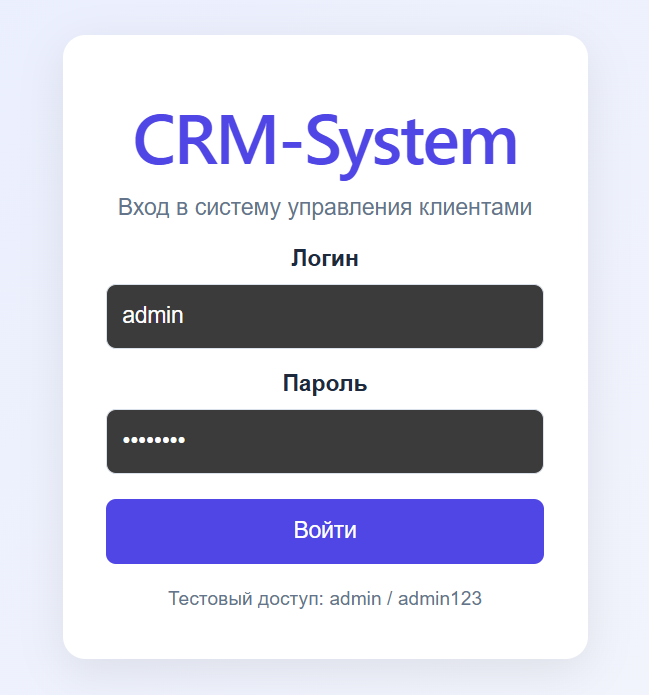 CRM-System
Вход в систему управления клиентами
Логин
admin
Пароль
••••••••
Войти
Тестовый доступ: admin / admin123